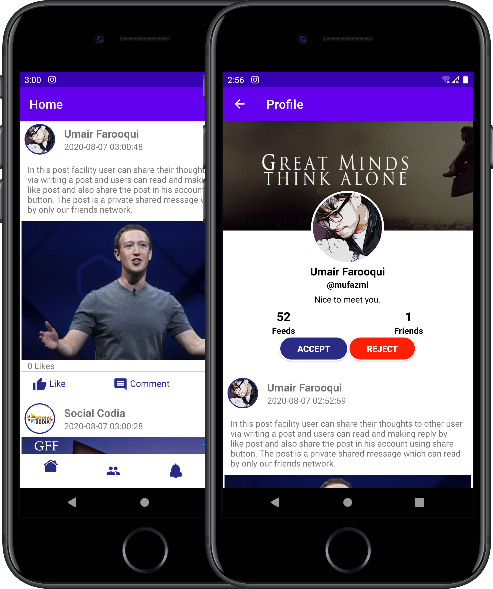 3:00
Home
Umair Farooqui
2020-08-07 03:00:48
In this post facility user can share their thoughts
via writing a post and users can read and making
like post and also share the post in his account
button. The post is a private shared message
by only our friends network.
0 Likes
Like
Comment
Social Codia
2020-08-07 03:00:28
GFF
2:56
Profile
GREAT MINDS
THINK ALONE
Umair Farooqui
@mufazmi
Nice to meet you.
52
1
Feeds
Friends
ACCEPT
REJECT
Umair Farooqui
2020-08-07 02:52:59
In this post facility user can share their thoughts to other user
via writing a post and users can read and making reply by
like post and also share the post in his account using share
button. The post is a private shared message which can read
by only our friends network.